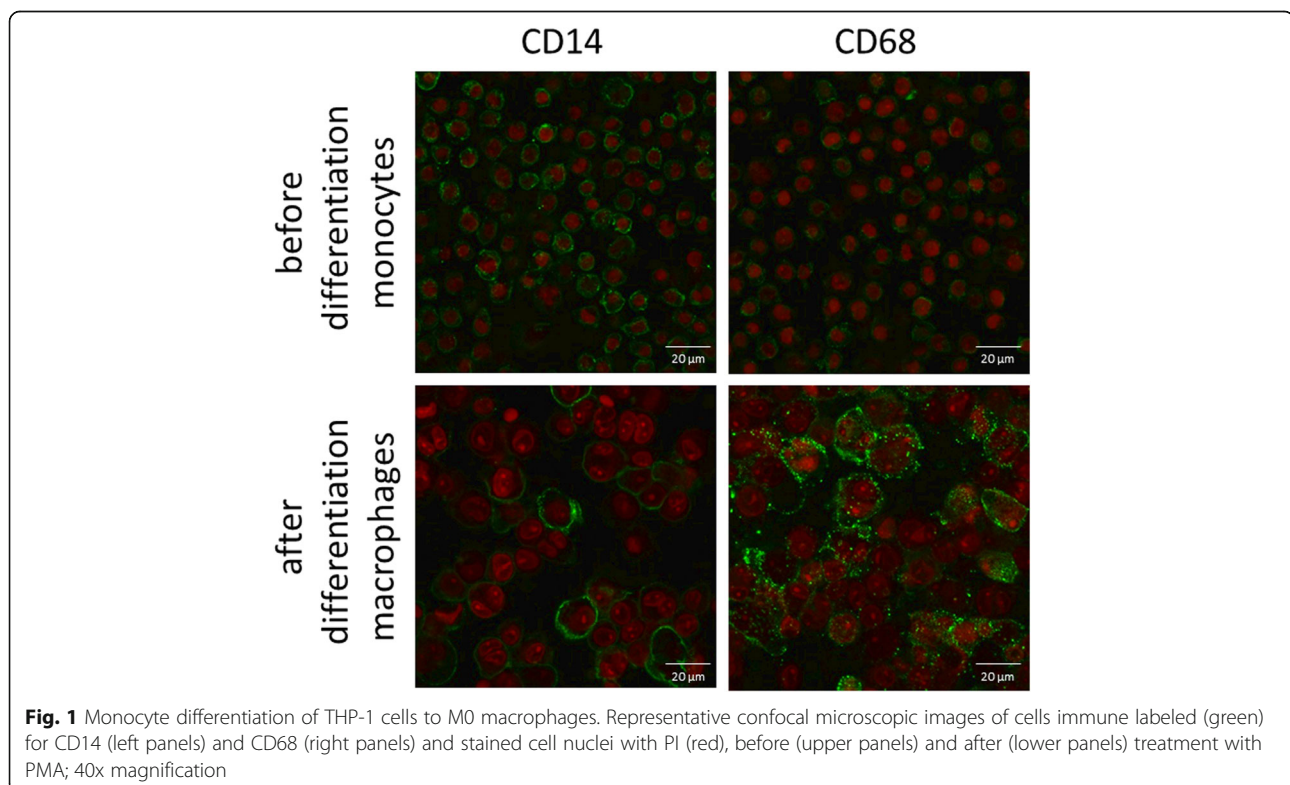 CD14
CD68
before
differentiation
monocytes
20 µm
20 µm
after
differentiation
macrophages
20 µm
20 µm
Fig. 1 Monocyte differentiation of THP-1 cells to M0 macrophages. Representative confocal microscopic images of cells immune labeled (green)
for CD14 (left panels) and CD68 (right panels) and stained cell nuclei with PI (red), before (upper panels) and after (lower panels) treatment with
PMA; 40x magnification